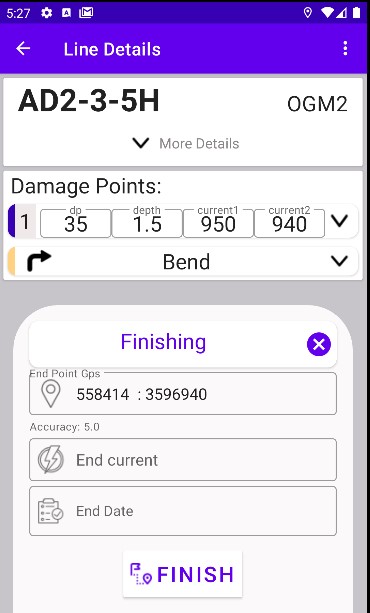 5:27
Line Details
AD2-3-5H OGM2
More Details
Damage Points:
dp depth current1 current2
1 35 1.5 950 940
Bend
Finishing
End Point Gps
558414 : 3596940
Accuracy: 5.0
End current
End Date
FINISH